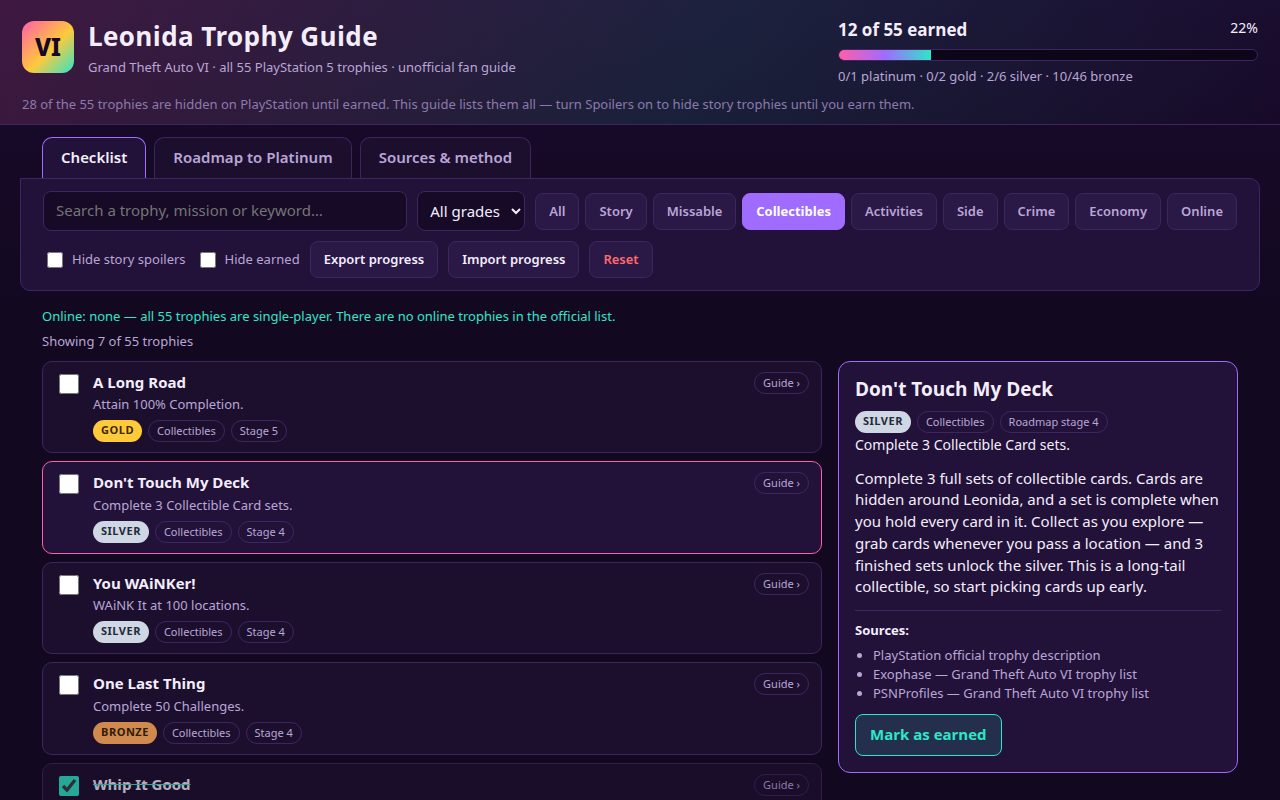 VI
Leonida Trophy Guide
Grand Theft Auto VI · all 55 PlayStation 5 trophies · unofficial fan guide
12 of 55 earned
22%
0/1 platinum · 0/2 gold · 2/6 silver · 10/46 bronze
28 of the 55 trophies are hidden on PlayStation until earned. This guide lists them all — turn Spoilers on to hide story trophies until you earn them.
Checklist
Roadmap to Platinum
Sources & method
Search a trophy, mission or keyword...
All grades
All
Story
Missable
Collectibles
Activities
Side
Crime
Economy
Online
Hide story spoilers
Hide earned
Export progress
Import progress
Reset
Online: none — all 55 trophies are single-player. There are no online trophies in the official list.
Showing 7 of 55 trophies
A Long Road
Guide ›
Attain 100% Completion.
GOLD
Collectibles
Stage 5
Don't Touch My Deck
Guide ›
Complete 3 Collectible Card sets.
SILVER
Collectibles
Stage 4
You WAiNKer!
Guide ›
WAiNK It at 100 locations.
SILVER
Collectibles
Stage 4
One Last Thing
Guide ›
Complete 50 Challenges.
BRONZE
Collectibles
Stage 4
Whip It Good
Guide ›
Don't Touch My Deck
SILVER
Collectibles
Roadmap stage 4
Complete 3 Collectible Card sets.
Complete 3 full sets of collectible cards. Cards are
hidden around Leonida, and a set is complete when
you hold every card in it. Collect as you explore —
grab cards whenever you pass a location — and 3
finished sets unlock the silver. This is a long-tail
collectible, so start picking cards up early.
Sources:
PlayStation official trophy description
Exophase — Grand Theft Auto VI trophy list
PSNProfiles — Grand Theft Auto VI trophy list
Mark as earned